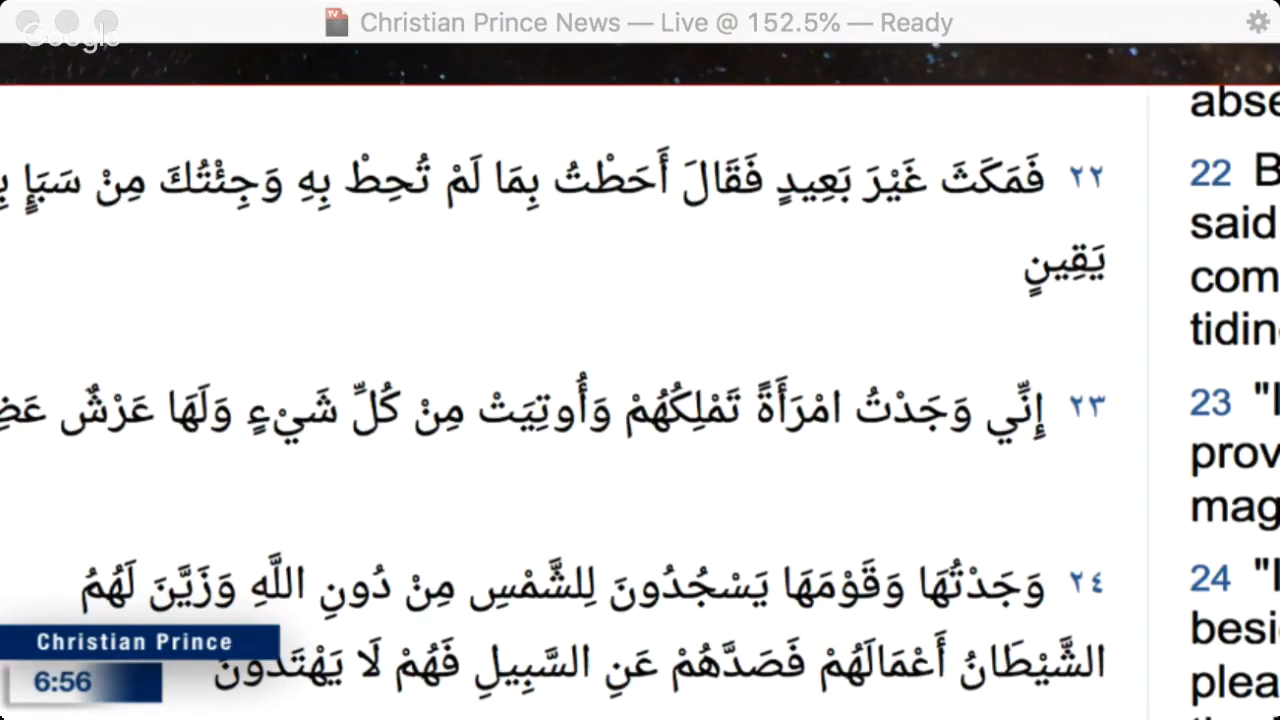 Christian Prince News — Live @ 152.5% — Ready
Google
٢٢ فَمَكَثَ غَيْرَ بَعِيدٍ فَقَالَ أَحَطْتُ بِمَا لَمْ تُحِطْ بِهِ وَجِئْتُكَ مِنْ سَبَإٍ
يَقِينٍ
٢٣ إِنِّي وَجَدْتُ امْرَأَةً تَمْلِكُهُمْ وَأُوتِيَتْ مِنْ كُلِّ شَيْءٍ وَلَهَا عَرْشٌ
٢٤ وَجَدْتُهَا وَقَوْمَهَا يَسْجُدُونَ لِلشَّمْسِ مِنْ دُونِ اللَّهِ وَزَيَّنَ لَهُمُ
الشَّيْطَانُ أَعْمَالَهُمْ فَصَدَّهُمْ عَنِ السَّبِيلِ فَهُمْ لَا يَهْتَدُونَ
abse
22 B
said
com
tidin
23 "I
prov
mag
24 "I
besi
plea
Christian Prince
6:56